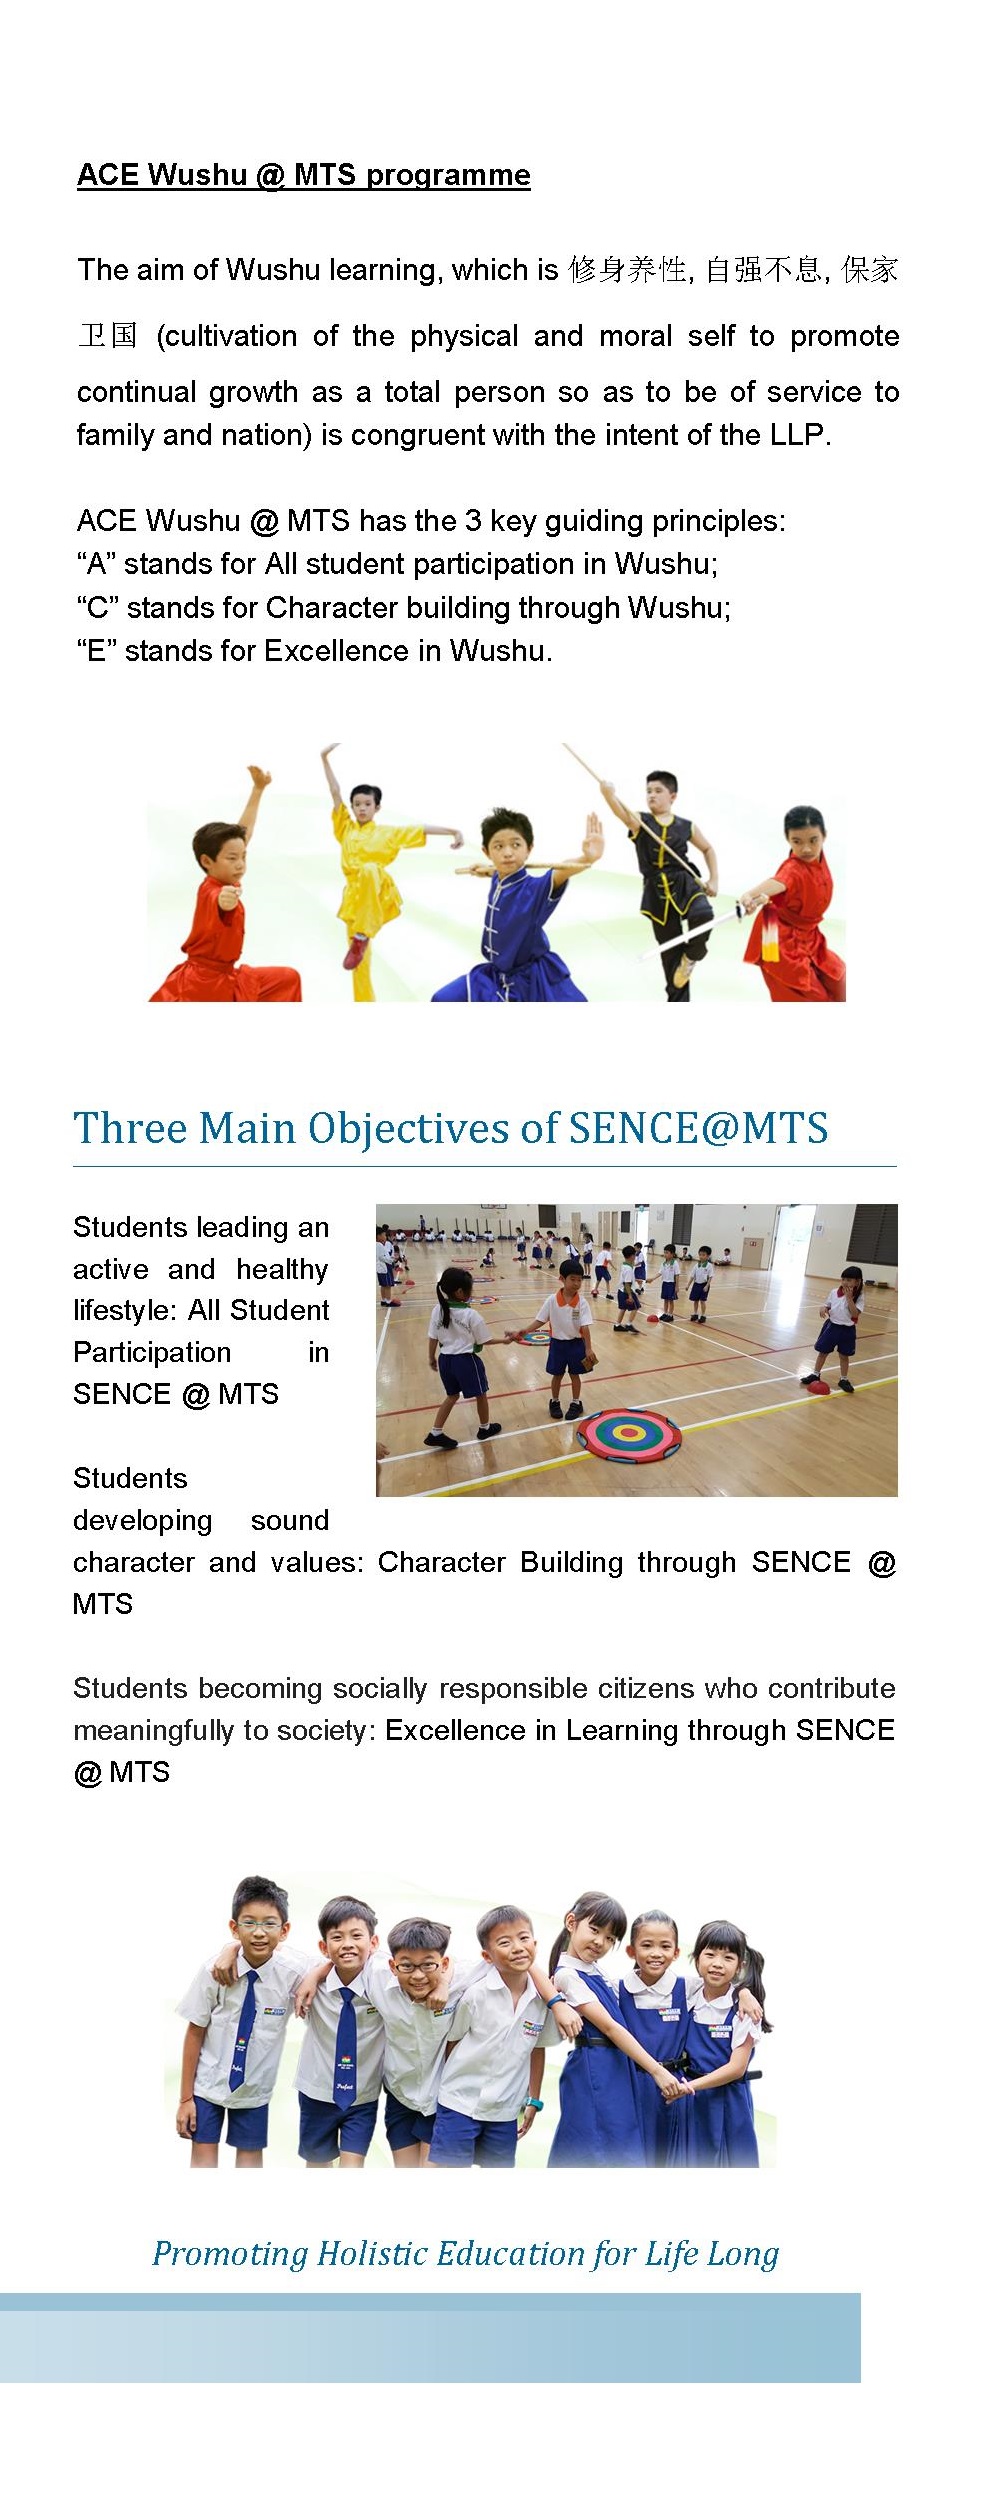 ACE Wushu @ MTS programme
The aim of Wushu learning, which is 修身养性, 自强不息, 保家
卫国 (cultivation of the physical and moral self to promote
continual growth as a total person so as to be of service to
family and nation) is congruent with the intent of the LLP.
ACE Wushu @ MTS has the 3 key guiding principles:
“A” stands for All student participation in Wushu;
“C” stands for Character building through Wushu;
“E” stands for Excellence in Wushu.
Three Main Objectives of SENCE@MTS
Students leading an
active and healthy
lifestyle: All Student
Participation in
SENCE @ MTS
Students
developing sound
character and values: Character Building through SENCE @
MTS
Students becoming socially responsible citizens who contribute
meaningfully to society: Excellence in Learning through SENCE
@ MTS
Prefect
Promoting Holistic Education for Life Long